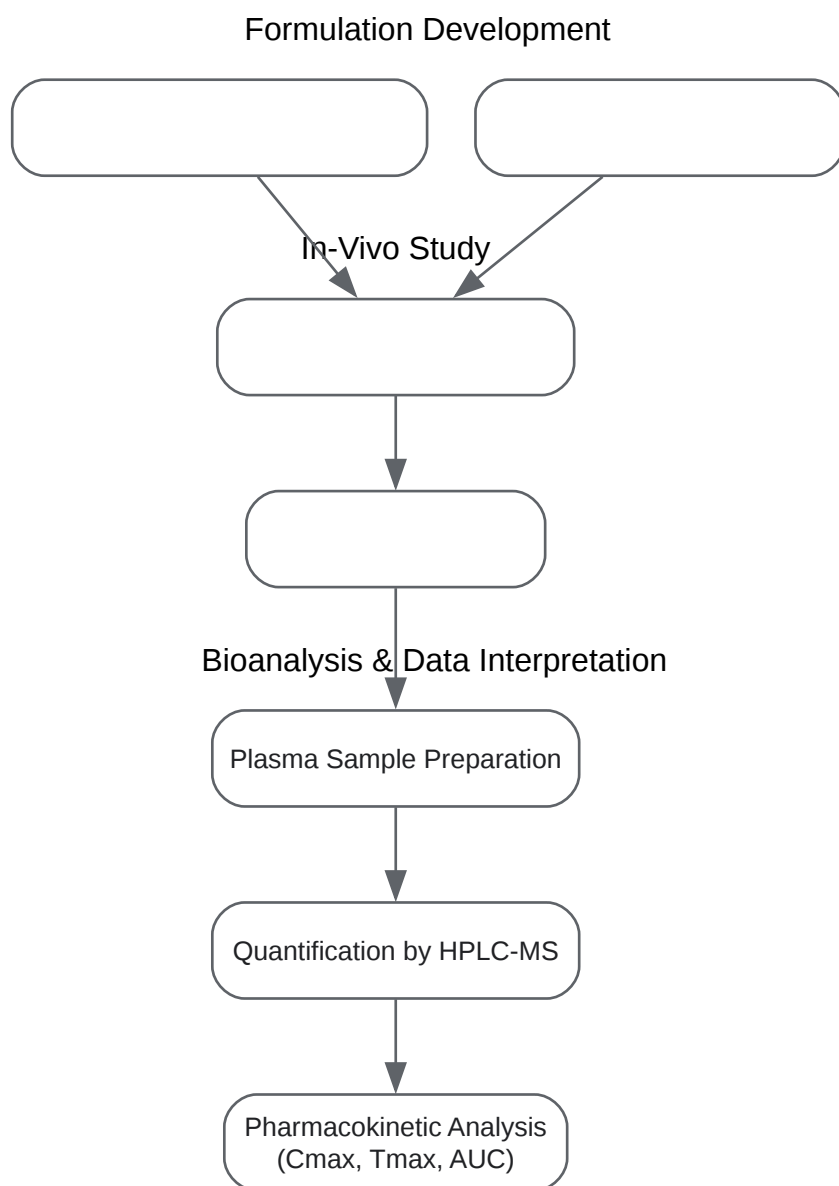 Formulation Development
In-Vivo Study
Bioanalysis & Data Interpretation
Plasma Sample Preparation
Quantification by HPLC-MS
Pharmacokinetic Analysis
(Cmax, Tmax, AUC)